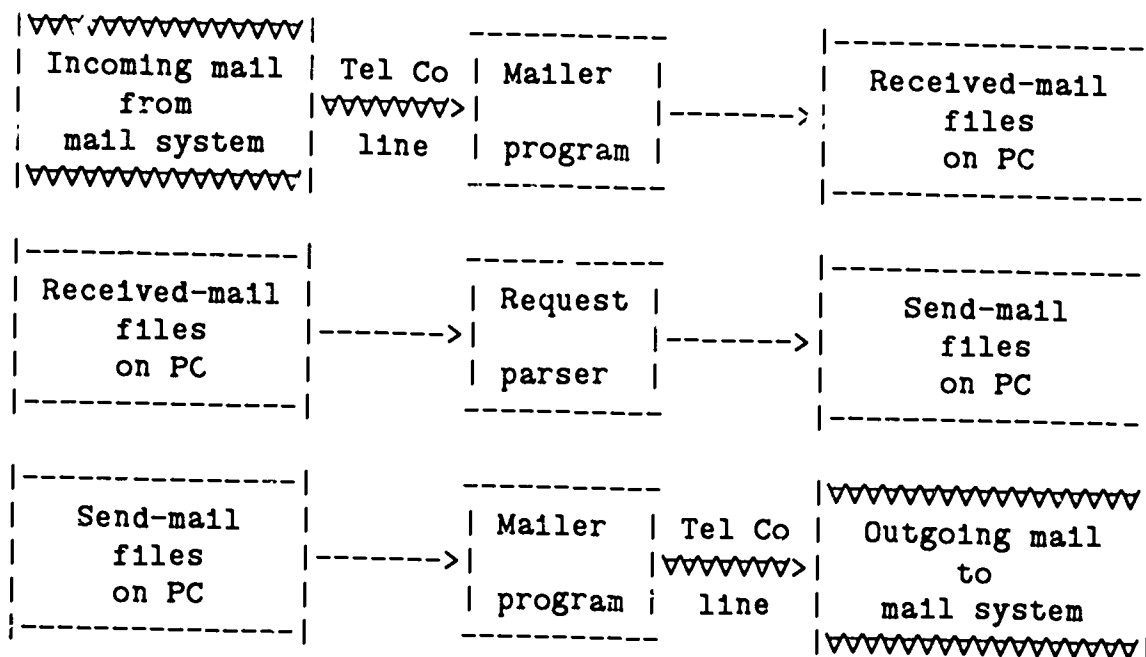 Incoming mail
from
mail system
Tel Co
line
Mailer
program
Received-mail
files
on PC
Received-mail
files
on PC
Request
parser
Send-mail
files
on PC
Send-mail
files
on PC
Mailer
program
Tel Co
line
Outgoing mail
to
mail system